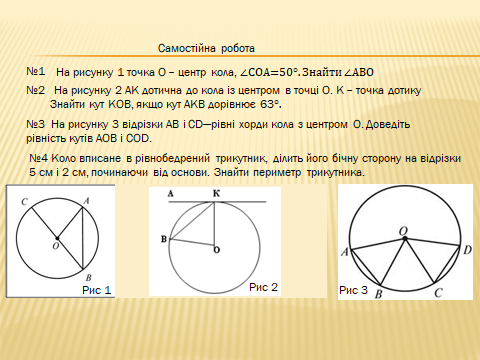 Самостійна робота
№1 На рисунку 1 точка О – центр кола, ∠COA=50°. Знайти ∠ABO
№2 На рисунку 2 АК дотична до кола із центром в точці О. К – точка дотику
Знайти кут КОВ, якщо кут АКВ дорівнює 63°.
№3 На рисунку 3 відрізки АВ і CD—рівні хорди кола з центром О. Доведіть
рівність кутів АОВ і COD.
№4 Коло вписане в рівнобедрений трикутник, ділить його бічну сторону на відрізки
5 см і 2 см, починаючи від основи. Знайти периметр трикутника.
C A
O
B
Рис 1
A K
B
O
Рис 2
O
A D
B C
Рис 3